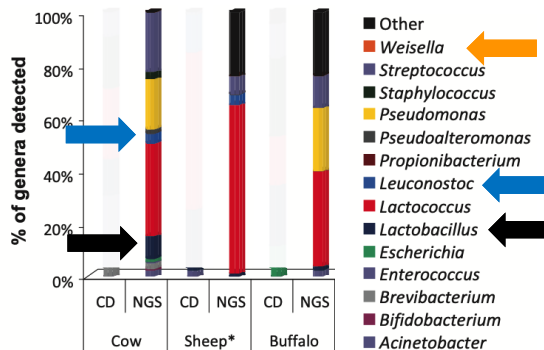 % of genera detected
100%
80%
60%
40%
20%
0%
CD NGS CD NGS CD NGS
Cow Sheep* Buffalo
Other
Weisella
Streptococcus
Staphylococcus
Pseudomonas
Pseudoalteromonas
Propionibacterium
Leuconostoc
Lactococcus
Lactobacillus
Escherichia
Enterococcus
Brevibacterium
Bifidobacterium
Acinetobacter